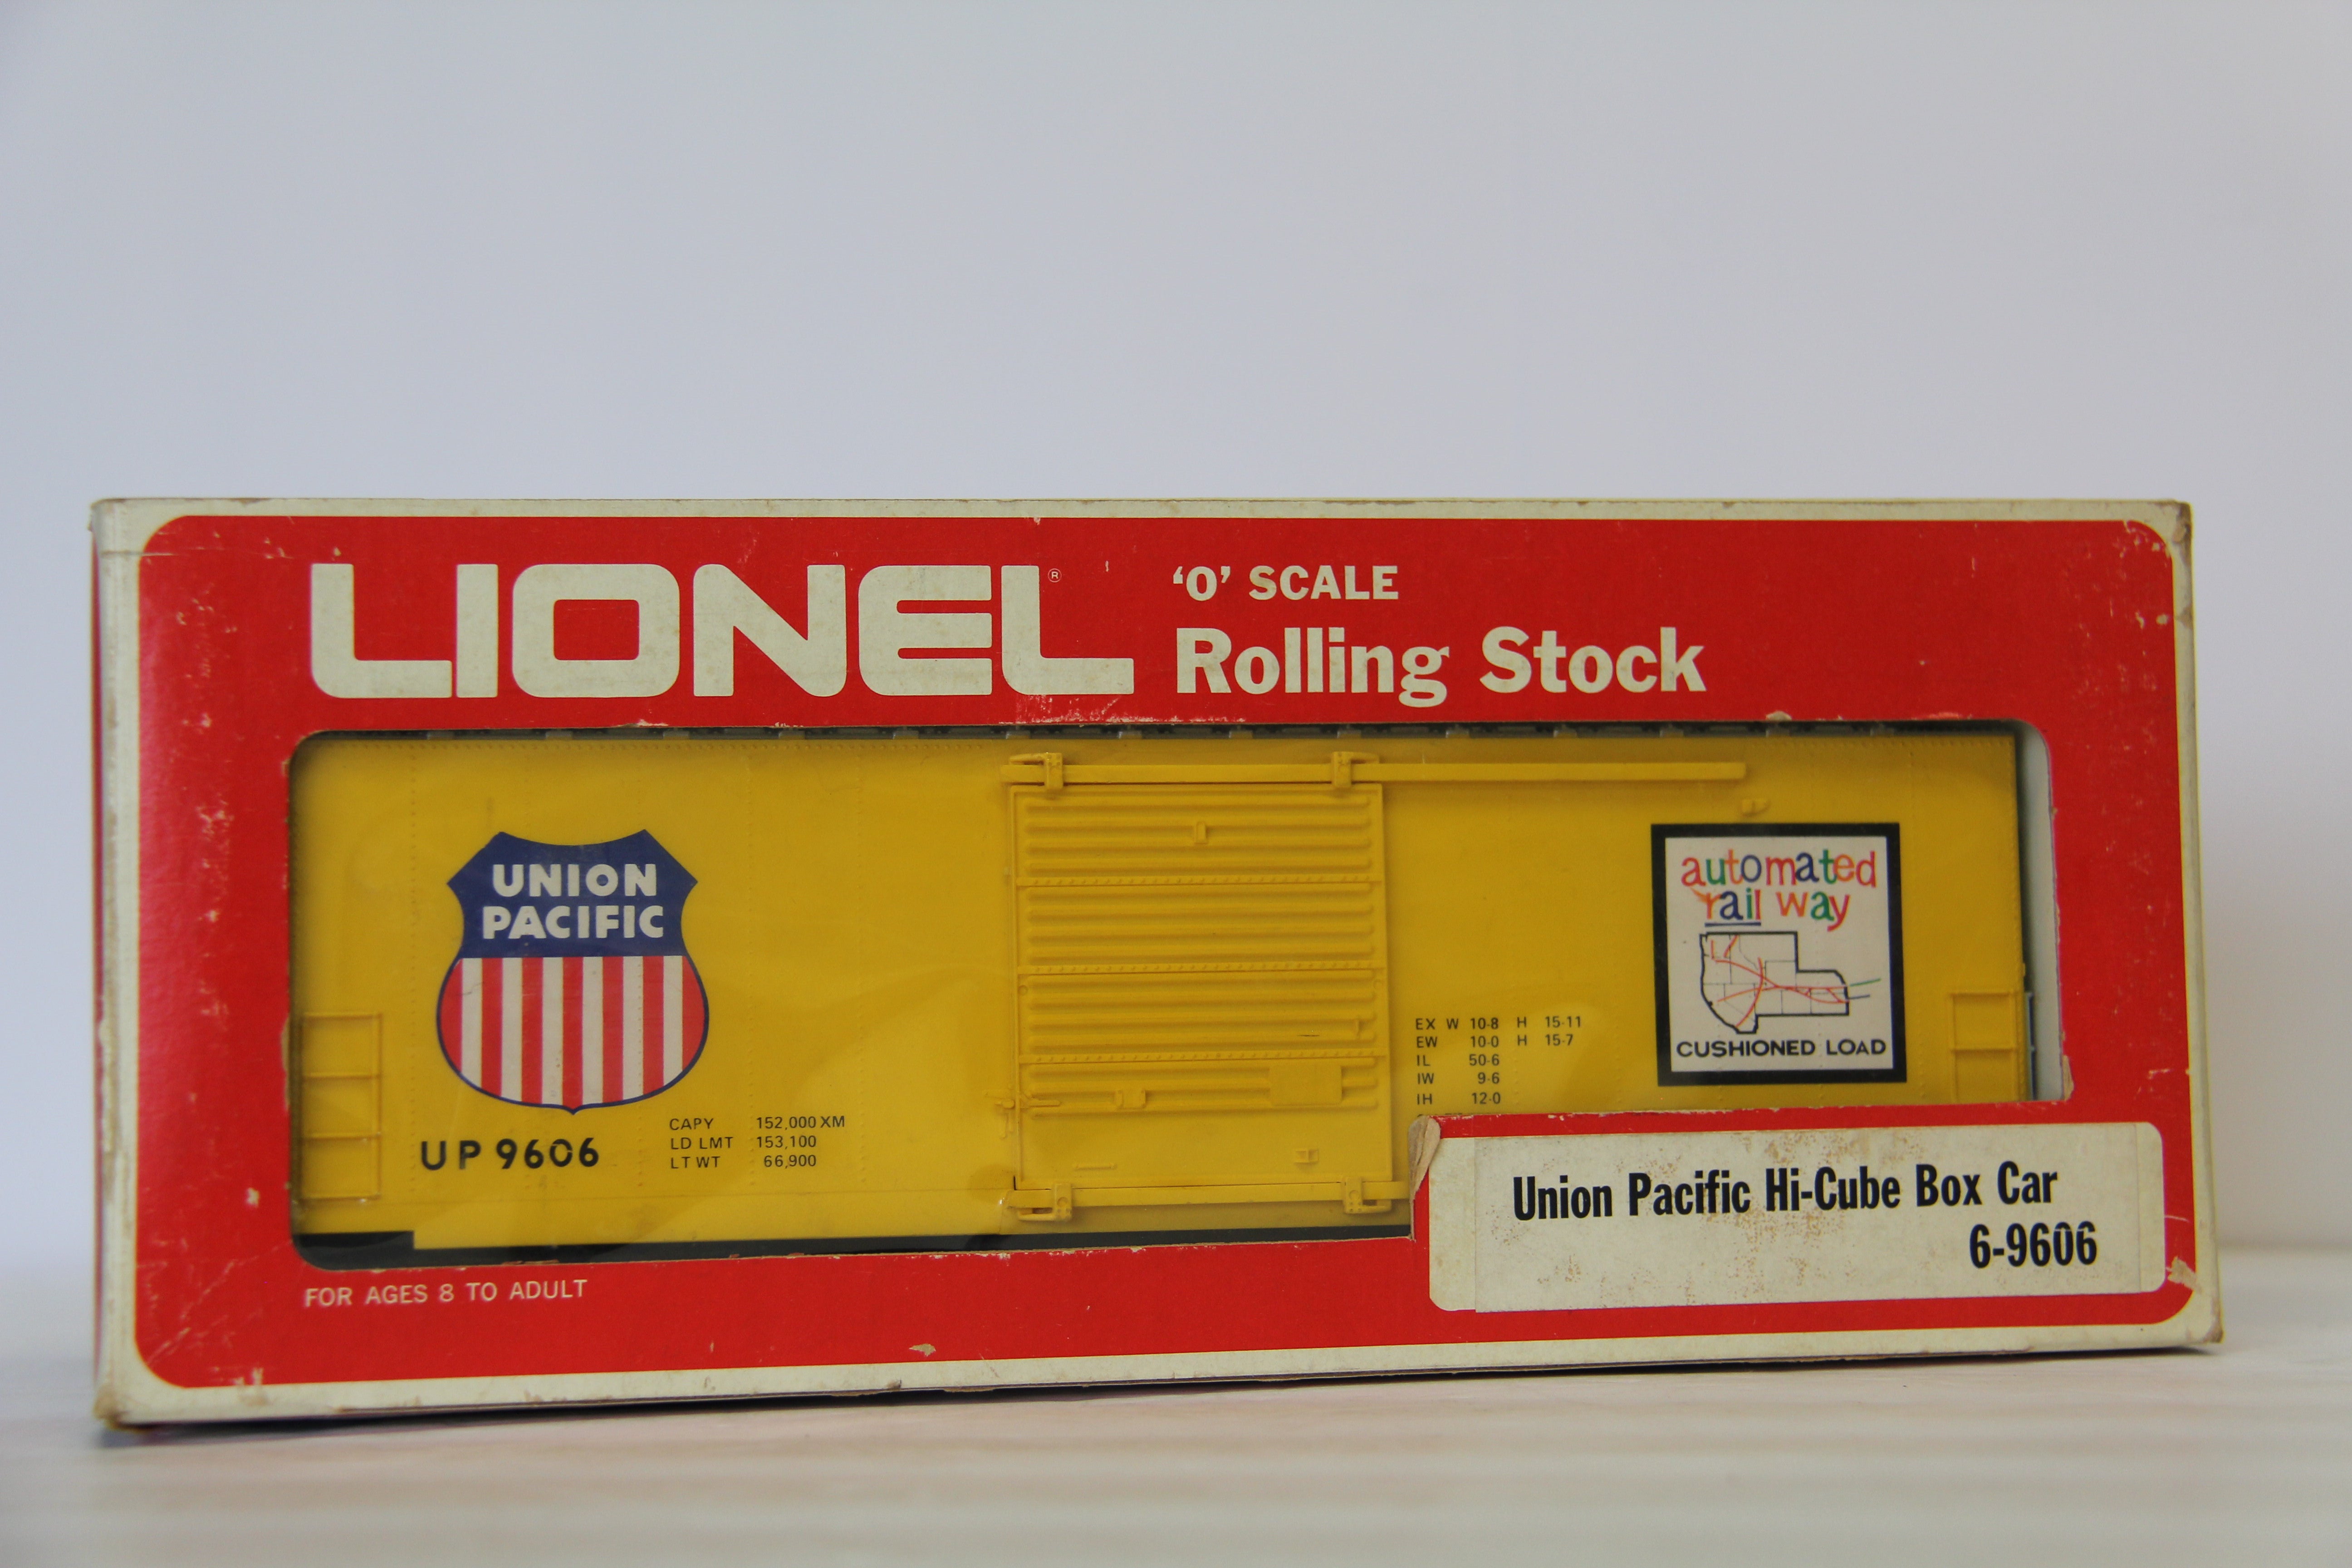 LIONEL®
‘O’ SCALE
Rolling Stock
UNION
PACIFIC
UP 9606
CAPY 152,000 XM
LD LMT 153,100
LT WT 66,900
EX W 10-8 H 15-11
EW 10-0 H 15-7
IL 50-6
IW 9-6
IH 12-0
automated
rail way
CUSHIONED LOAD
FOR AGES 8 TO ADULT
Union Pacific Hi-Cube Box Car
6-9606